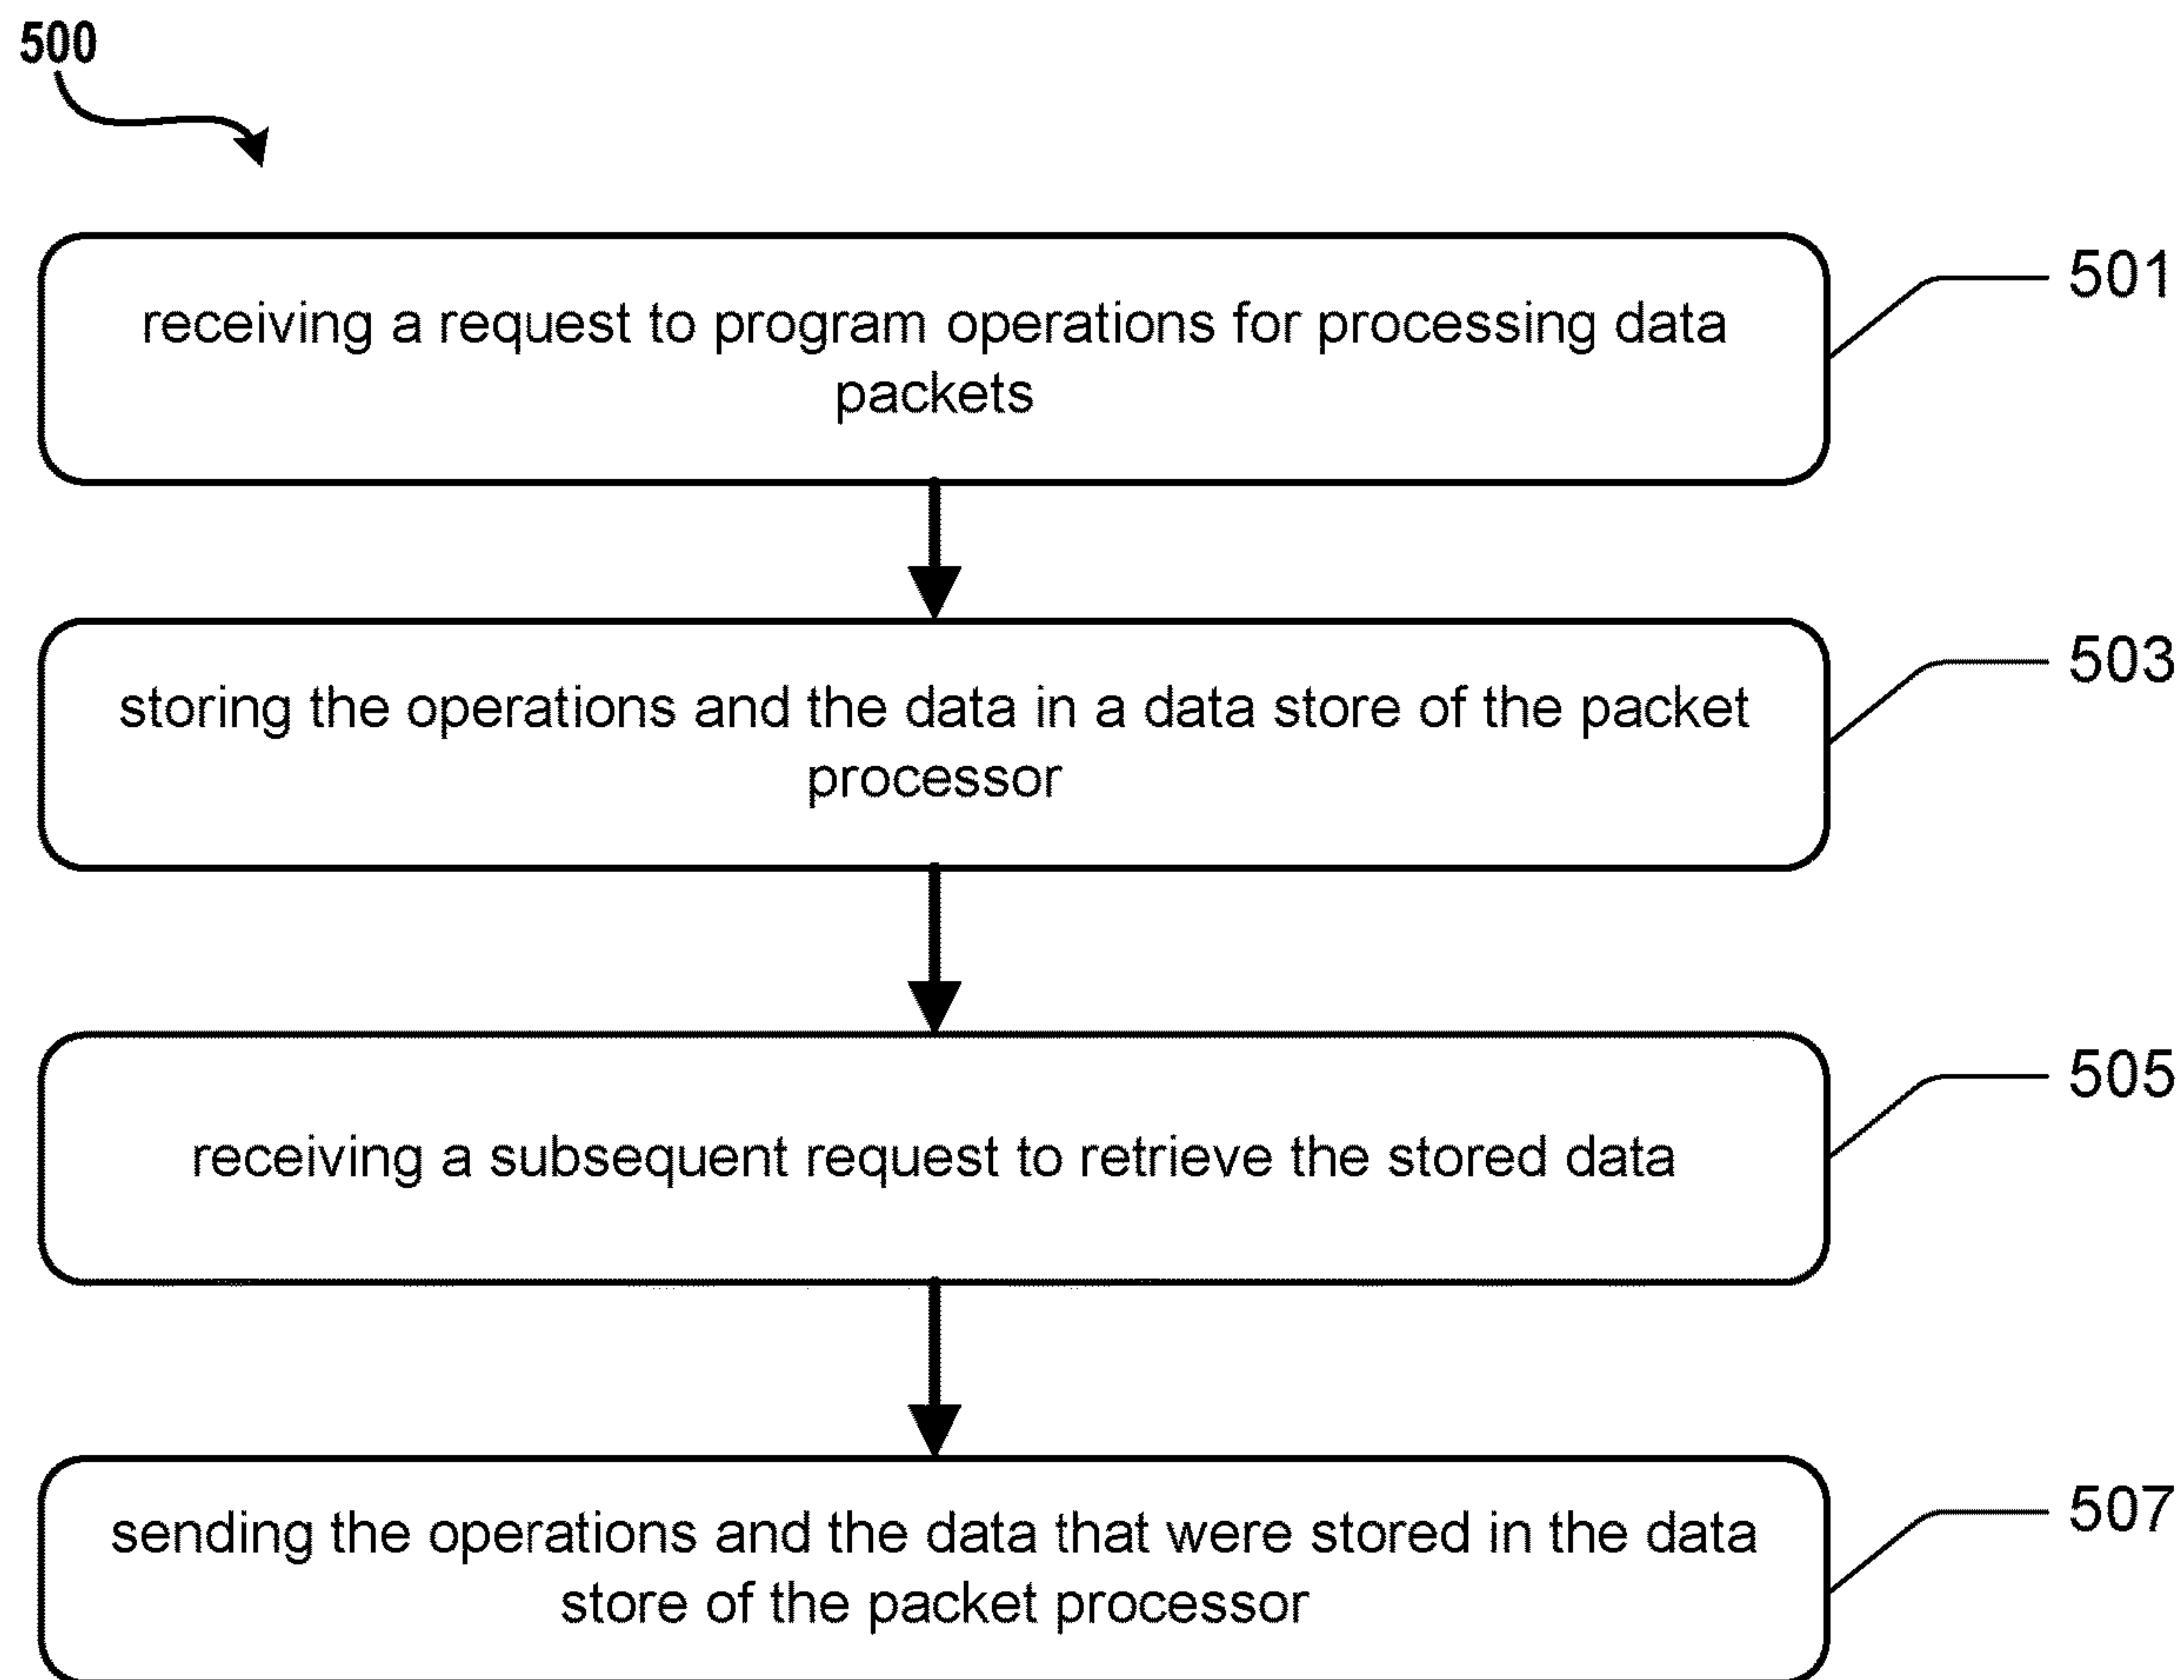 500
receiving a request to program operations for processing data
packets
501
storing the operations and the data in a data store of the packet
processor
503
receiving a subsequent request to retrieve the stored data
505
sending the operations and the data that were stored in the data
store of the packet processor
507